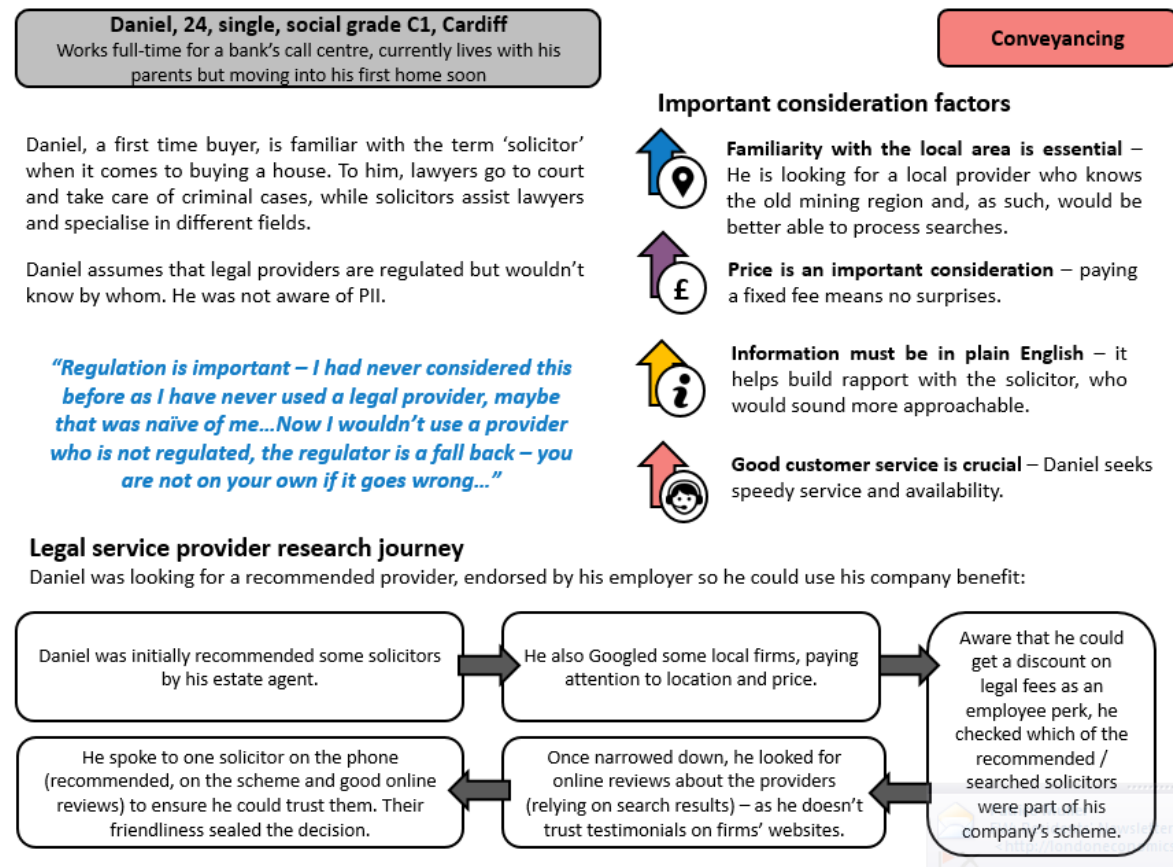 Daniel, 24, single, social grade C1, Cardiff
Works full-time for a bank's call centre, currently lives with his
parents but moving into his first home soon
Conveyancing
Daniel, a first time buyer, is familiar with the term ‘solicitor’
when it comes to buying a house. To him, lawyers go to court
and take care of criminal cases, while solicitors assist lawyers
and specialise in different fields.
Daniel assumes that legal providers are regulated but wouldn't
know by whom. He was not aware of PII.
“Regulation is important – I had never considered this
before as I have never used a legal provider, maybe
that was naïve of me…Now I wouldn't use a provider
who is not regulated, the regulator is a fall back – you
are not on your own if it goes wrong…”
Important consideration factors
Familiarity with the local area is essential –
He is looking for a local provider who knows
the old mining region and, as such, would be
better able to process searches.
£
Price is an important consideration – paying
a fixed fee means no surprises.
i
Information must be in plain English – it
helps build rapport with the solicitor, who
would sound more approachable.
Good customer service is crucial – Daniel seeks
speedy service and availability.
Legal service provider research journey
Daniel was looking for a recommended provider, endorsed by his employer so he could use his company benefit:
Daniel was initially recommended some solicitors
by his estate agent.
He also Googled some local firms, paying
attention to location and price.
Aware that he could
get a discount on
legal fees as an
employee perk, he
checked which of the
recommended /
searched solicitors
were part of his
company's scheme.
Once narrowed down, he looked for
online reviews about the providers
(relying on search results) – as he doesn't
trust testimonials on firms' websites.
He spoke to one solicitor on the phone
(recommended, on the scheme and good online
reviews) to ensure he could trust them. Their
friendliness sealed the decision.